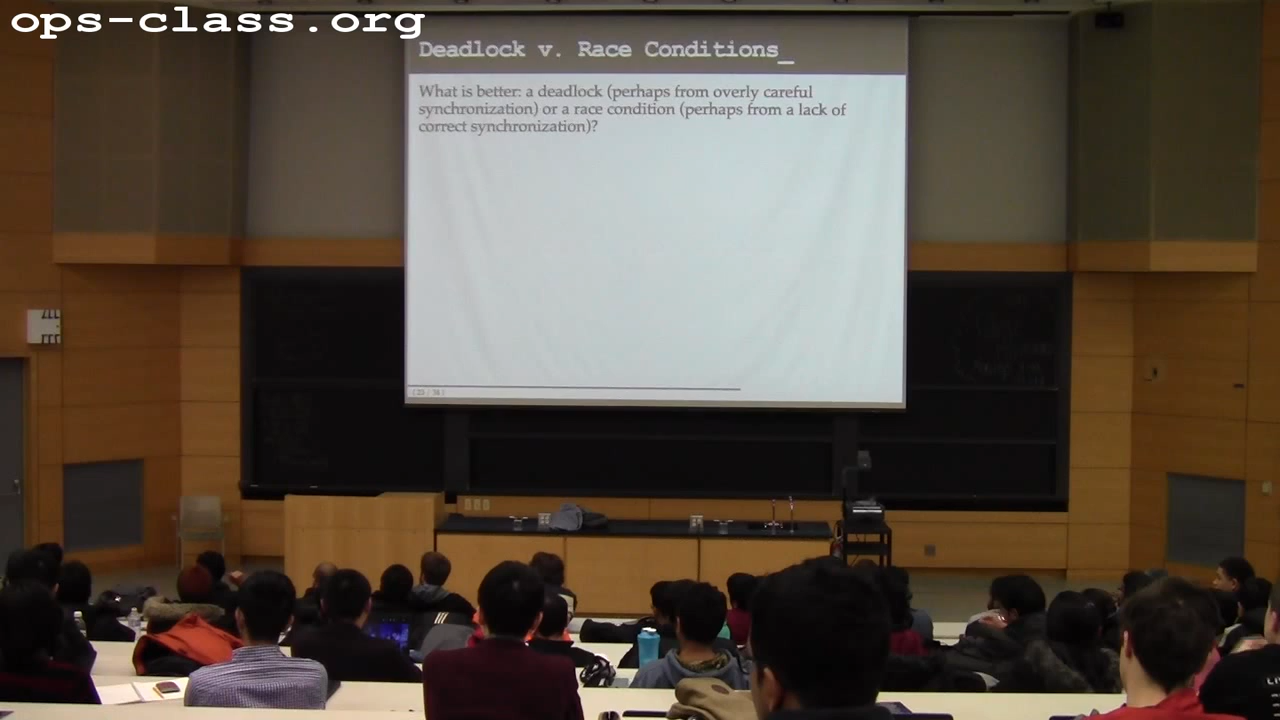 ops-class.org
Deadlock v. Race Conditions_
What is better: a deadlock (perhaps from overly careful
synchronization) or a race condition (perhaps from a lack of
correct synchronization)?